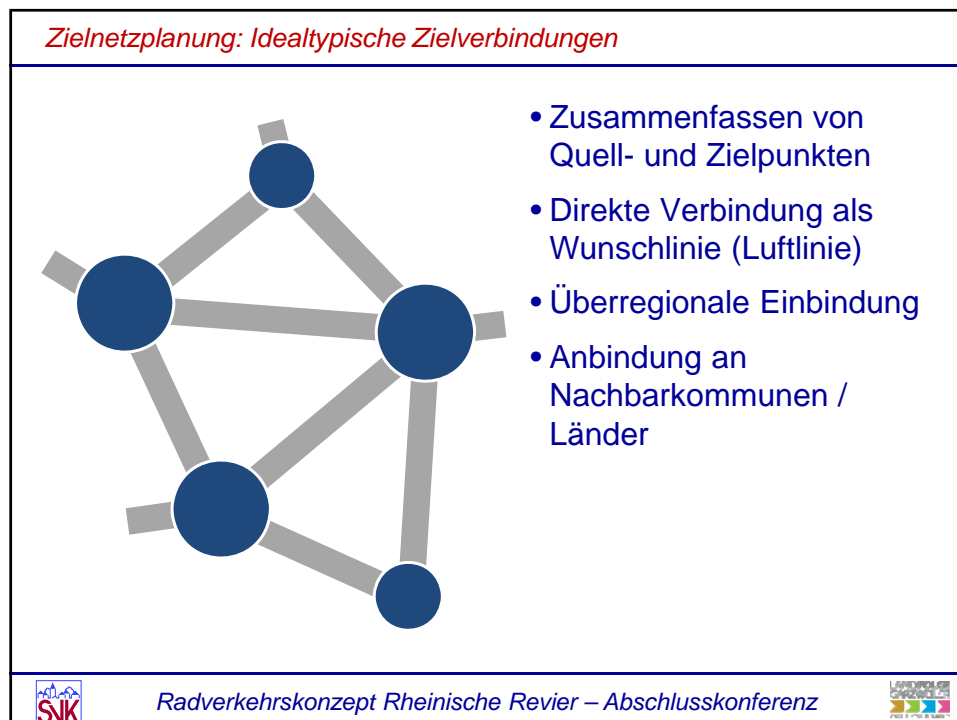 Zielnetzplanung: Idealtypische Zielverbindungen
• Zusammenfassen von
Quell- und Zielpunkten
• Direkte Verbindung als
Wunschlinie (Luftlinie)
• Überregionale Einbindung
• Anbindung an
Nachbarkommunen /
Länder
SVK
Radverkehrskonzept Rheinische Revier – Abschlusskonferenz